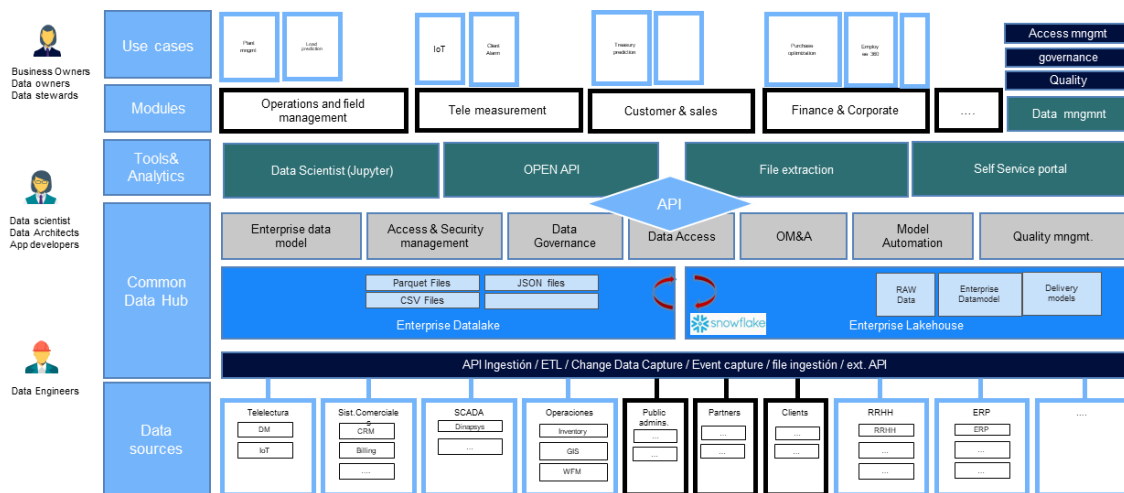 Use cases
Plant
mngmt
Load
prediction
IoT
Client
Alarm
Treasury
prediction
Purchase
optimization
Employ
ees 360
Access mngmt
governance
Quality
Data mngmnt
Business Owners
Data owners
Data stewards
Modules
Operations and field
management
Tele measurement
Customer & sales
Finance & Corporate
....
Tools&
Analytics
Data Scientist (Jupyter)
OPEN API
File extraction
Self Service portal
API
Data scientist
Data Architects
App developers
Common
Data Hub
Enterprise data
model
Access & Security
management
Data
Governance
Data Access
OM&A
Model
Automation
Quality mngmt.
Parquet Files
JSON files
CSV Files
Enterprise Datalake
RAW
Data
Enterprise
Datamodel
Delivery
models
snowflake
Enterprise Lakehouse
API Ingestión / ETL / Change Data Capture / Event capture / file ingestión / ext. API
Data Engineers
Data
sources
Telelectura
DM
IoT
Sist.Comerciale
s
CRM
Billing
....
SCADA
Dinapsys
...
Operaciones
Inventory
GIS
WFM
Public
admins.
...
...
Partners
...
...
Clients
...
...
RRHH
RRHH
...
...
ERP
ERP
...
...
....